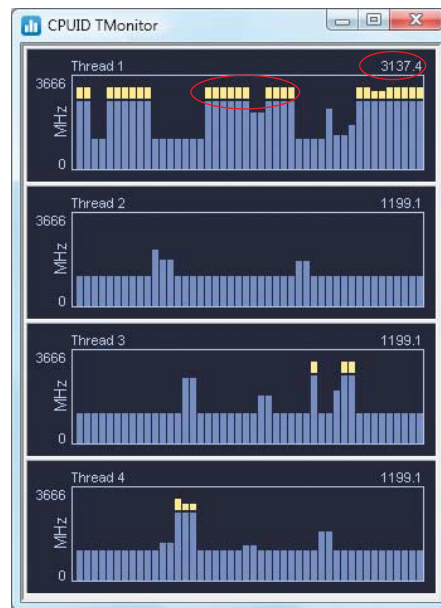 CPUID TMonitor
Thread 1 3137.4
3666
MHz
0
Thread 2 1199.1
3666
MHz
0
Thread 3 1199.1
3666
MHz
0
Thread 4 1199.1
3666
MHz
0